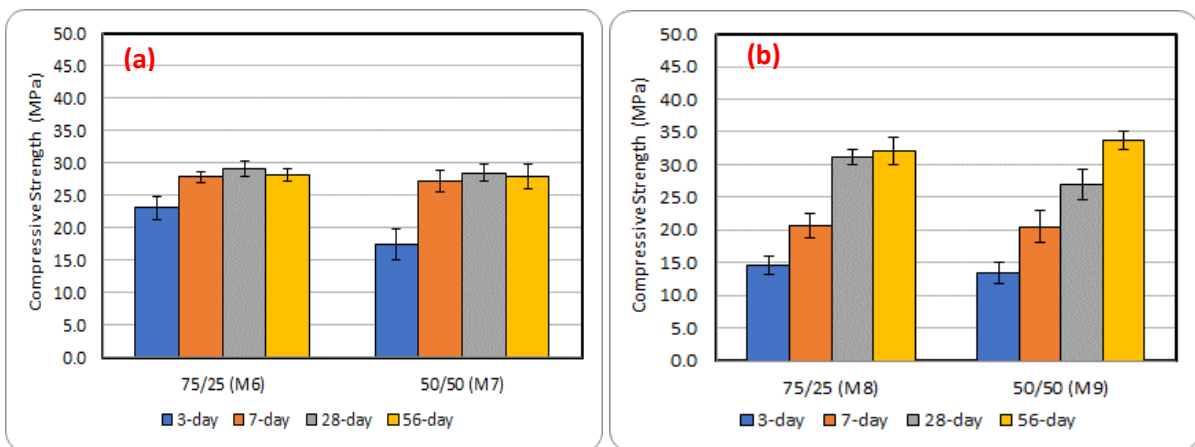 (a)
Compressive Strength (MPa)
50.0
45.0
40.0
35.0
30.0
25.0
20.0
15.0
10.0
5.0
0.0
75/25 (M6)
50/50 (M7)
3-day 7-day 28-day 56-day
(b)
Compressive Strength (MPa)
50.0
45.0
40.0
35.0
30.0
25.0
20.0
15.0
10.0
5.0
0.0
75/25 (M8)
50/50 (M9)
3-day 7-day 28-day 56-day